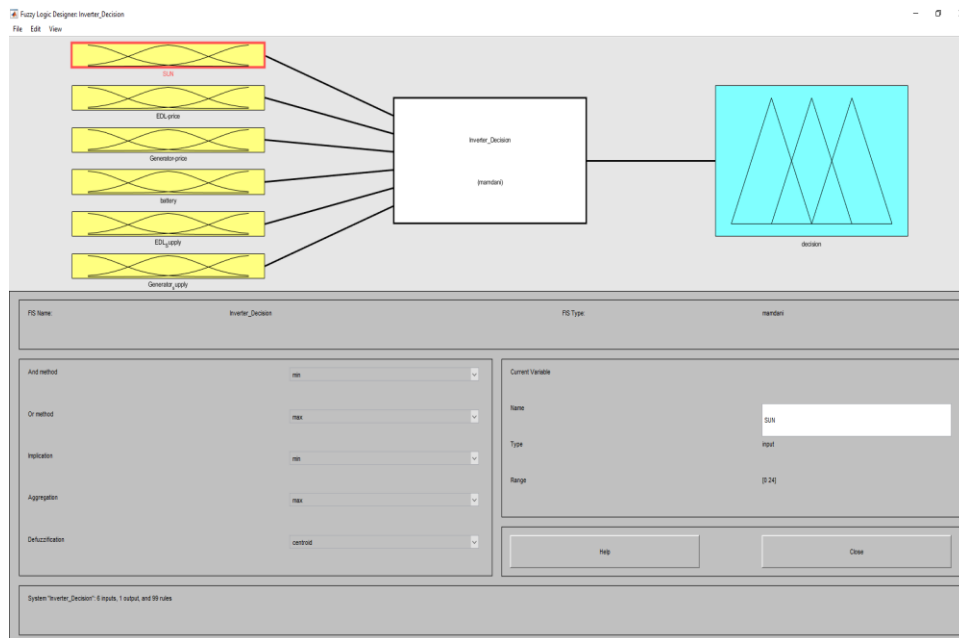 Fuzzy Logic Designer: Inverter_Decision
File Edit View
SUN
EDL-price
Generator-price
battery
EDL_Supply
Generator_supply
Inverter_Decision
(mamdani)
decision
FIS Name: Inverter_Decision FIS Type: mamdani
And method min
Or method max
Implication min
Aggregation max
Defuzzification centroid
Current Variable
Name SUN
Type input
Range [0 24]
Help Close
System "Inverter_Decision": 6 inputs, 1 output, and 99 rules